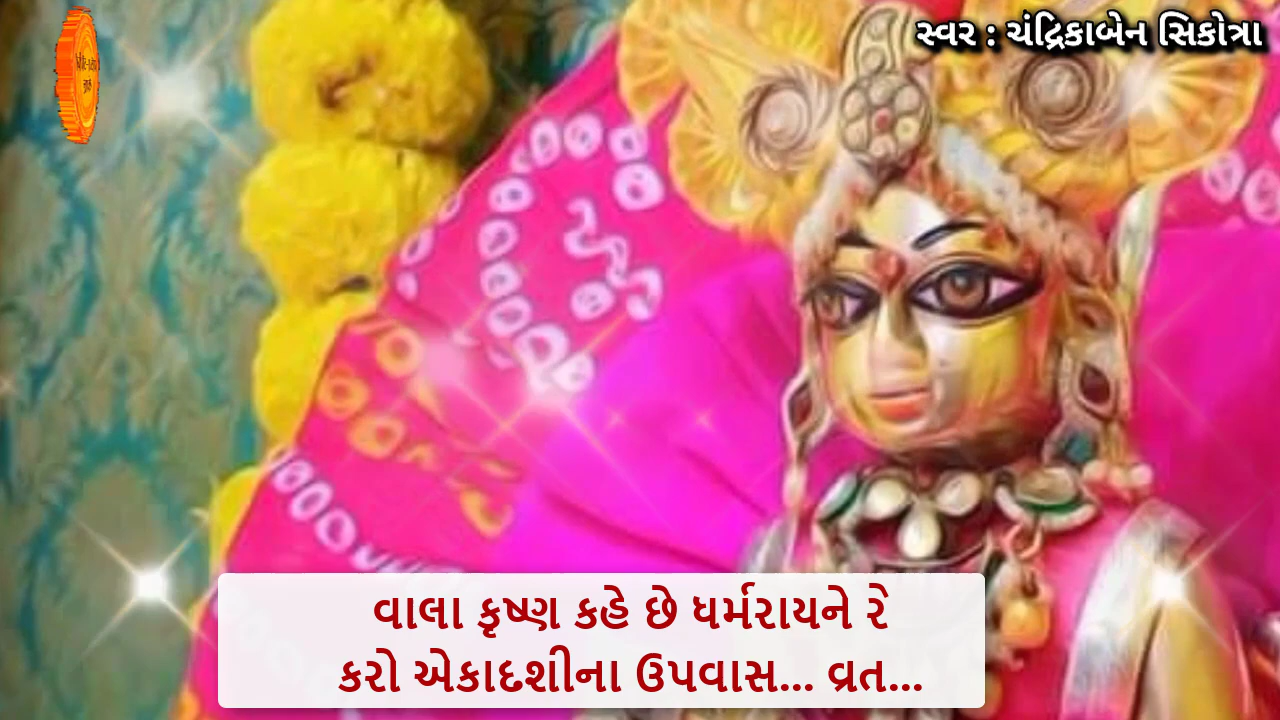 સ્વર : ચંદ્રિકાબેન સિકોત્રા
વાલા કૃષ્ણ કહે છે ધર્મરાયને રે
કરો એકાદશીના ઉપવાસ... વ્રત...